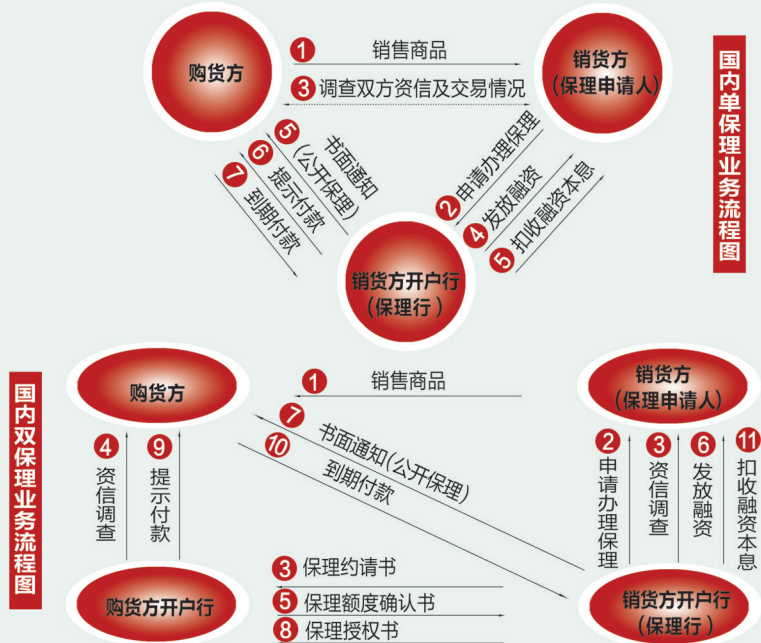 国内单保理业务流程图
购货方
① 销售商品
③ 调查双方资信及交易情况
销货方
(保理申请人)
⑤ 书面通知
(公开保理)
⑥ 提示付款
⑦ 到期付款
② 申请办理保理
④ 发放融资
⑤ 扣收融资本息
销货方开户行
(保理行)
国内双保理业务流程图
购货方
① 销售商品
销货方
(保理申请人)
⑦ 书面通知(公开保理)
⑩ 到期付款
④ 资信调查
⑨ 提示付款
② 申请办理保理
③ 资信调查
⑥ 发放融资
⑪ 扣收融资本息
购货方开户行
③ 保理约请书
⑤ 保理额度确认书
⑧ 保理授权书
销货方开户行
(保理行)